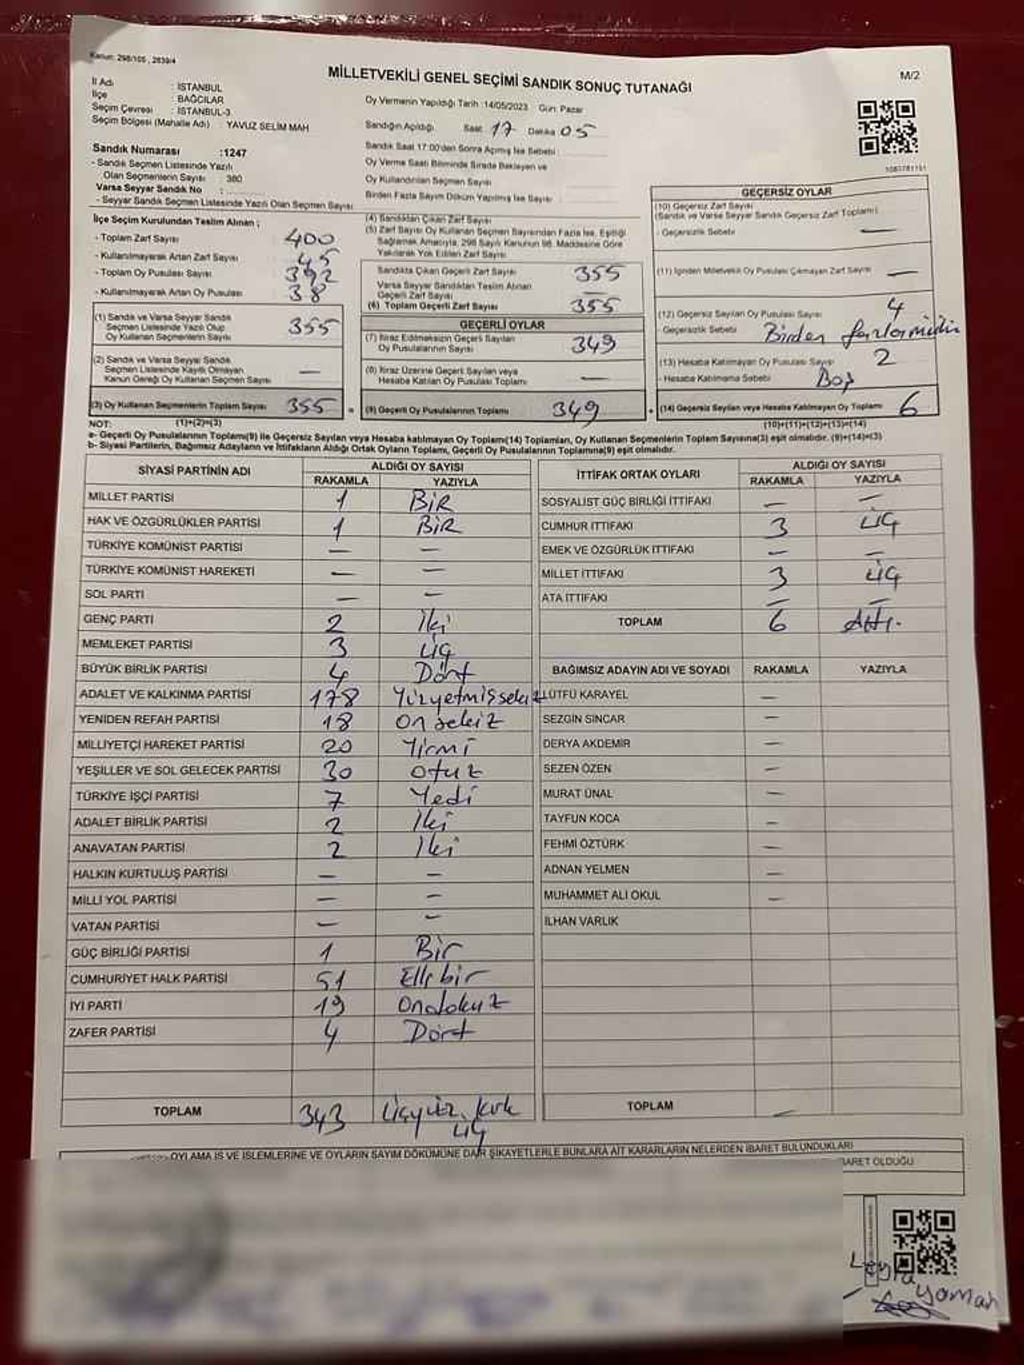 Kanun: 298/105 , 2839/4
MİLLETVEKİLİ GENEL SEÇİMİ SANDIK SONUÇ TUTANAĞI
M/2
İl Adı : İSTANBUL
İlçe : BAĞCILAR
Seçim Çevresi : İSTANBUL-3
Seçim Bölgesi (Mahalle Adı) : YAVUZ SELİM MAH
Oy Vermenin Yapıldığı Tarih :14/05/2023 Gün: Pazar
Sandığın Açıldığı Saat 17 Dakika 05
Sandık Saat 17:00'den Sonra Açılmış İse Sebebi :
Oy Verme Saati Bitiminde Sırada Bekleyen ve
Oy Kullandırılan Seçmen Sayısı
Birden Fazla Sayım Döküm Yapılmış İse Sayısı
Sandık Numarası :1247
- Sandık Seçmen Listesinde Yazılı
Olan Seçmenlerin Sayısı : 380
Varsa Seyyar Sandık No :
- Seyyar Sandık Seçmen Listesinde Yazılı Olan Seçmen Sayısı
İlçe Seçim Kurulundan Teslim Alınan ;
- Toplam Zarf Sayısı 400
- Kullanılmayarak Artan Zarf Sayısı 45
- Toplam Oy Pusulası Sayısı 392
- Kullanılmayarak Artan Oy Pusulası 38
(1) Sandık ve Varsa Seyyar Sandık
Seçmen Listesinde Yazılı Olup
Oy Kullanan Seçmenlerin Sayısı 355
(2) Sandık ve Varsa Seyyar Sandık
Seçmen Listesinde Kayıtlı Olmayan
Kanun Gereği Oy Kullanan Seçmen Sayısı —
(3) Oy Kullanan Seçmenlerin Toplam Sayısı 355 =
(1)+(2)=(3)
(4) Sandıktan Çıkan Zarf Sayısı
(5) Zarf Sayısı Oy Kullanan Seçmen Sayısından Fazla İse, Eşitliği
Sağlamak Amacıyla, 298 Sayılı Kanunun 98. Maddesine Göre
Yakılarak Yok Edilen Zarf Sayısı
Sandıkta Çıkan Geçerli Zarf Sayısı 355
Varsa Seyyar Sandıktan Teslim Alınan
Geçerli Zarf Sayısı —
(6) Toplam Geçerli Zarf Sayısı 355
GEÇERLİ OYLAR
(7) İtiraz Edilmeksizin Geçerli Sayılan
Oy Pusulalarının Sayısı 349
(8) İtiraz Üzerine Geçerli Sayılan veya
Hesaba Katılan Oy Pusulası Toplamı —
(9) Geçerli Oy Pusulalarının Toplamı 349 +
GEÇERSİZ OYLAR
(10) Geçersiz Zarf Sayısı
(Sandık ve Varsa Seyyar Sandık Geçersiz Zarf Toplamı)
- Geçersizlik Sebebi —
(11) İçinden Milletvekili Oy Pusulası Çıkmayan Zarf Sayısı —
(12) Geçersiz Sayılan Oy Pusulası Sayısı 4
- Geçersizlik Sebebi Birden
(13) Hesaba Katılmayan Oy Pusulası Sayısı 2
- Hesaba Katılmama Sebebi Boş
(14) Geçersiz Sayılan veya Hesaba Katılmayan Oy Toplamı 6
(10)+(11)+(12)+(13)=(14)
NOT:
a- Geçerli Oy Pusulaları Toplamı(9) ile Geçersiz Sayılan veya Hesaba katılmayan Oy Toplamı(14) Toplamları, Oy Kullanan Seçmenlerin Toplam Sayısına(3) eşit olmalıdır. (9)+(14)=(3)
b- Siyasi Partilerin, Bağımsız Adayların ve İttifakların Aldığı Ortak Oyların Toplamı, Geçerli Oy Pusulalarının Toplamına(9) eşit olmalıdır.
SİYASİ PARTİNİN ADI
ALDIĞI OY SAYISI
RAKAMLA YAZIYLA
MİLLET PARTİSİ 1 BİR
HAK VE ÖZGÜRLÜKLER PARTİSİ 1 BİR
TÜRKİYE KOMÜNİST PARTİSİ — —
TÜRKİYE KOMÜNİST HAREKETİ — —
SOL PARTİ — —
GENÇ PARTİ 2 İki
MEMLEKET PARTİSİ 3 üç
BÜYÜK BİRLİK PARTİSİ 4 Dört
ADALET VE KALKINMA PARTİSİ 178 Yüzyetmişsekiz
YENİDEN REFAH PARTİSİ 18 Onsekiz
MİLLİYETÇİ HAREKET PARTİSİ 20 Yirmi
YEŞİLLER VE SOL GELECEK PARTİSİ 30 otuz
TÜRKİYE İŞÇİ PARTİSİ 7 Yedi
ADALET BİRLİK PARTİSİ 2 İki
ANAVATAN PARTİSİ 2 İki
HALKIN KURTULUŞ PARTİSİ — —
MİLLİ YOL PARTİSİ — —
VATAN PARTİSİ — —
GÜÇ BİRLİĞİ PARTİSİ 1 Bir
CUMHURİYET HALK PARTİSİ 51 Ellibir
İYİ PARTİ 19 Ondokuz
ZAFER PARTİSİ 4 Dört
TOPLAM 343 üçyüz kırk
üç
İTTİFAK ORTAK OYLARI
ALDIĞI OY SAYISI
RAKAMLA YAZIYLA
SOSYALİST GÜÇ BİRLİĞİ İTTİFAKI — —
CUMHUR İTTİFAKI 3 üç
EMEK VE ÖZGÜRLÜK İTTİFAKI — —
MİLLET İTTİFAKI 3 üç
ATA İTTİFAKI — —
TOPLAM 6 Altı.
BAĞIMSIZ ADAYIN ADI VE SOYADI RAKAMLA YAZIYLA
LÜTFÜ KARAYEL —
SEZGİN SİNCAR —
DERYA AKDEMİR —
SEZEN ÖZEN —
MURAT ÜNAL —
TAYFUN KOCA —
FEHMİ ÖZTÜRK —
ADNAN YELMEN —
MUHAMMET ALİ OKUL —
İLHAN VARLIK
TOPLAM —
OYLAMA İŞ VE İŞLEMLERİNE VE OYLARIN SAYIM DÖKÜMÜNE DAİR ŞİKAYETLERLE BUNLARA AİT KARARLARIN NELERDEN İBARET BULUNDUKLARI
İBARET OLDUĞU
Leyla
Yaman